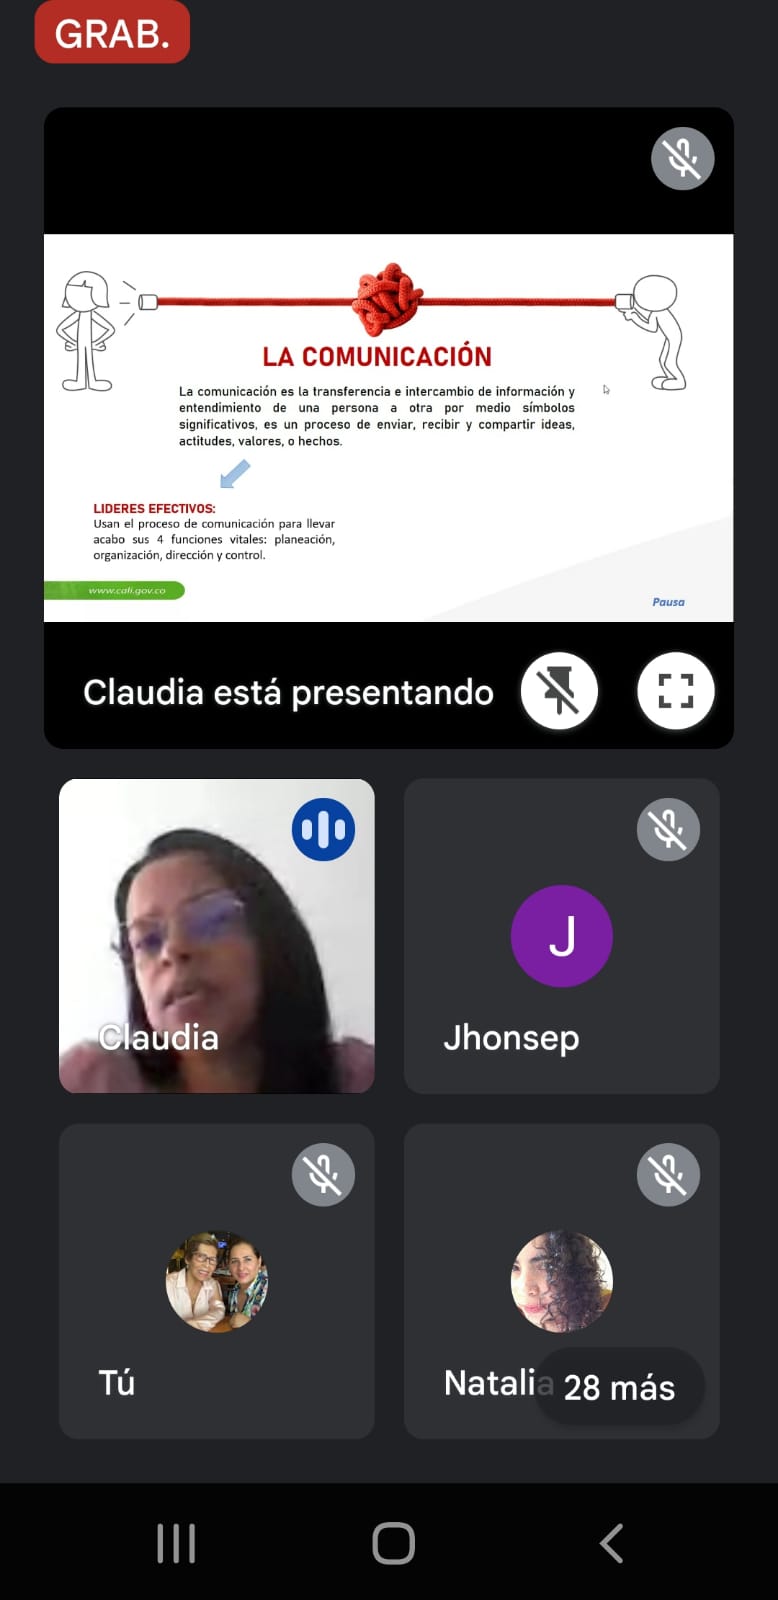 GRAB.
LA COMUNICACIÓN
La comunicación es la transferencia e intercambio de información y
entendimiento de una persona a otra por medio símbolos
significativos, es un proceso de enviar, recibir y compartir ideas,
actitudes, valores, o hechos.
LIDERES EFECTIVOS:
Usan el proceso de comunicación para llevar
acabo sus 4 funciones vitales: planeación,
organización, dirección y control.
www.cali.gov.co
Pausa
Claudia está presentando
Claudia
J
Jhonsep
Tú
Natalia
28 más